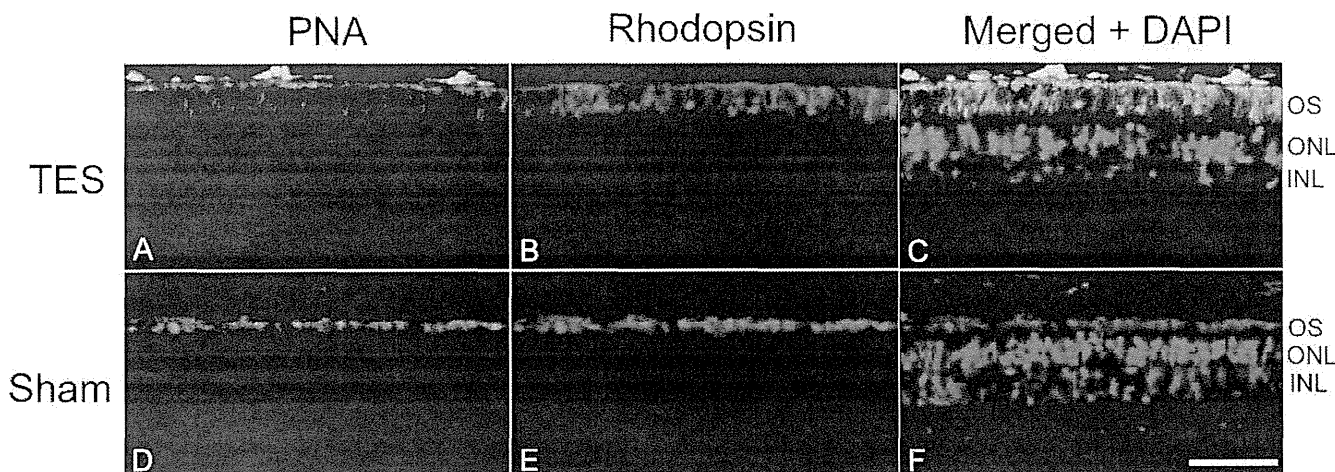 PNA Rhodopsin Merged + DAPI
TES
A
B
C
OS
ONL
INL
Sham
D
E
F
OS
ONL
INL